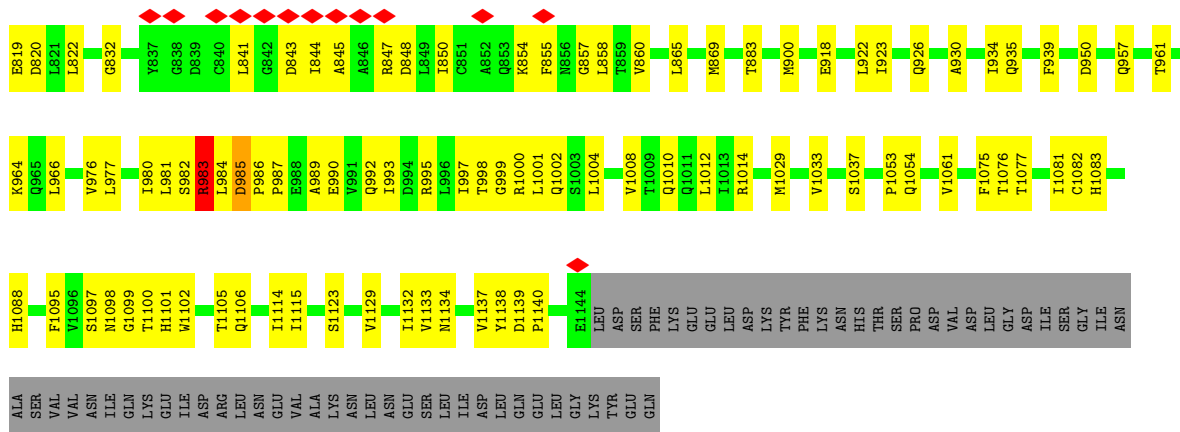 E819 D820 L821 L822 G832 Y837 G838 D839 C840 L841 G842 D843 I844 A845 A846 R847 D848 L849 I850 C851 A852 Q853 K854 F855 N856 G857 L858 T859 V860 L865 M869 T883 M900 E918 L922 I923 Q926 A930 I934 Q935 F939 D950 Q957 T961
K964 Q965 L966 V976 L977 I980 L981 S982 R983 L984 D985 P986 P987 E988 A989 E990 V991 Q992 I993 D994 R995 L996 I997 T998 G999 R1000 L1001 Q1002 S1003 L1004 V1008 T1009 Q1010 Q1011 L1012 I1013 R1014 M1029 V1033 S1037 P1053 Q1054 V1061 F1075 T1076 T1077 I1081 C1082 H1083
H1088 F1095 V1096 S1097 N1098 G1099 T1100 H1101 W1102 T1105 Q1106 I1114 I1115 S1123 V1129 I1132 V1133 N1134 V1137 Y1138 D1139 P1140 E1144 LEU ASP SER PHE LYS GLU GLU LEU ASP LYS TYR PHE LYS ASN HIS THR SER PRO ASP VAL ASP LEU GLY ASP ILE SER GLY ILE ASN
ALA SER VAL VAL ASN ILE GLN LYS GLU ILE ASP ARG LEU ASN GLU VAL ALA LYS ASN LEU ASN GLU SER LEU ILE ASP LEU GLN GLU LEU GLY LYS TYR GLU GLN